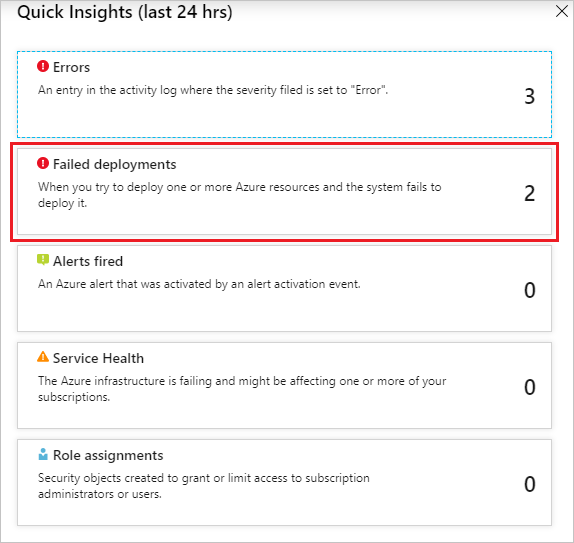 Quick Insights (last 24 hrs)
Errors
An entry in the activity log where the severity filed is set to "Error".
3
Failed deployments
When you try to deploy one or more Azure resources and the system fails to
deploy it.
2
Alerts fired
An Azure alert that was activated by an alert activation event.
0
Service Health
The Azure infrastructure is failing and might be affecting one or more of your
subscriptions.
0
Role assignments
Security objects created to grant or limit access to subscription
administrators or users.
0